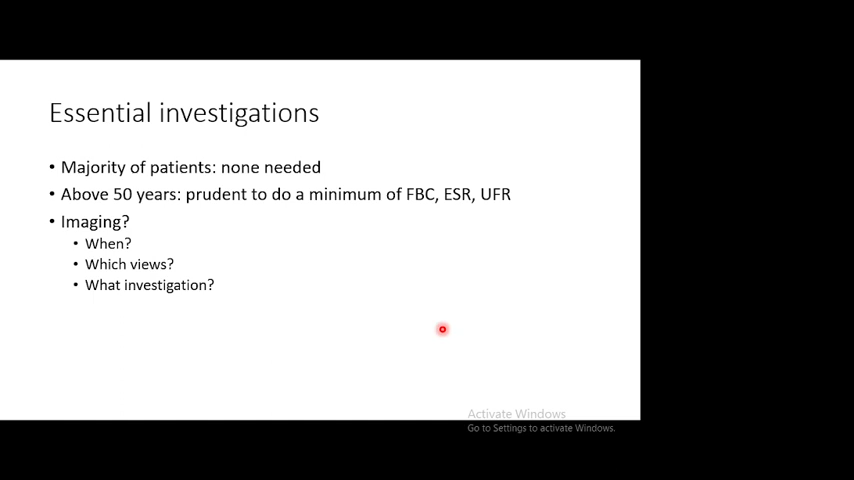 Essential investigations
• Majority of patients: none needed
• Above 50 years: prudent to do a minimum of FBC, ESR, UFR
• Imaging?
• When?
• Which views?
• What investigation?
Activate Windows
Go to Settings to activate Windows.